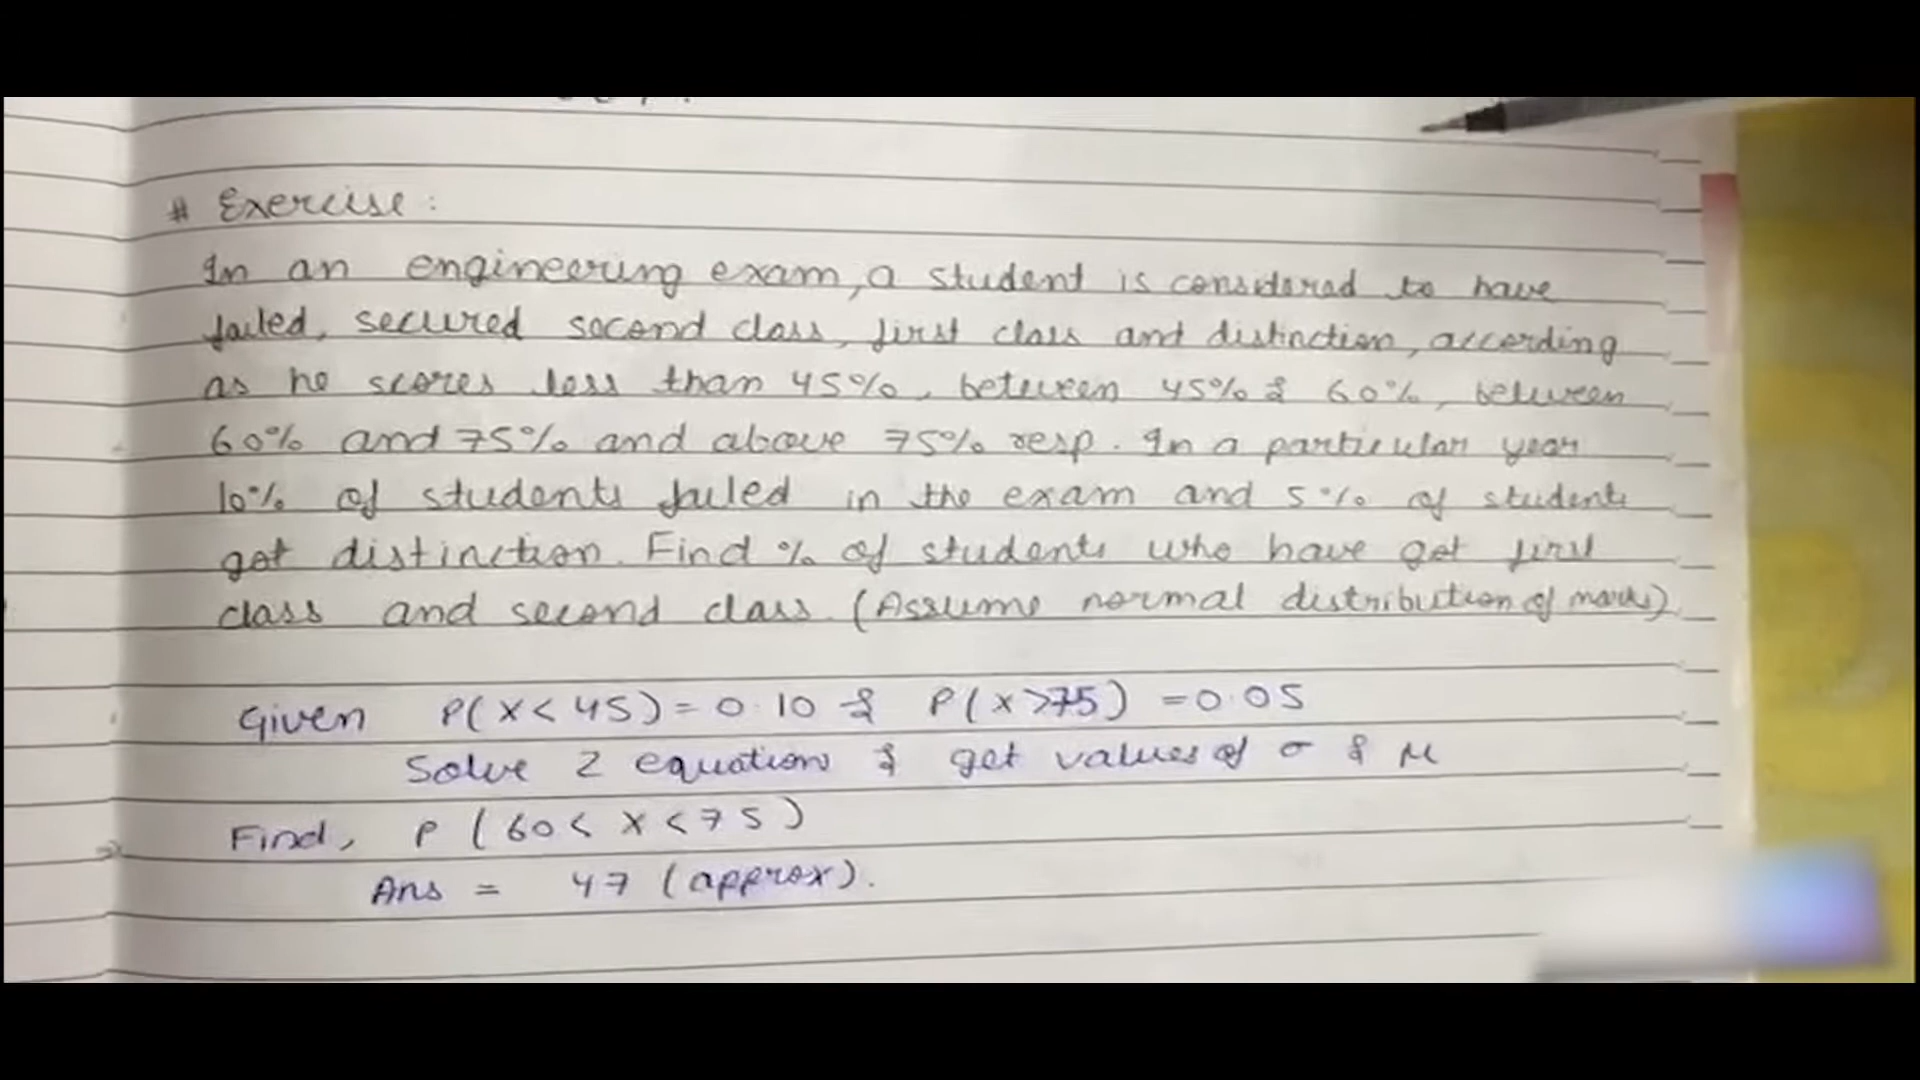 # Exercise:
In an engineering exam, a student is considered to have
failed, secured second class, first class and distinction, according
as he scores less than 45%, between 45% & 60%, between
60% and 75% and above 75% resp. In a particular year
10% of students failed in the exam and 5% of students
got distinction. Find % of students who have got first
class and second class. (Assume normal distribution of marks)
Given P(X<45)=0.10 & P(X>75)=0.05
Solve 2 equation & get values of σ & μ
Find, P(60<X<75)
Ans = 47 (approx).